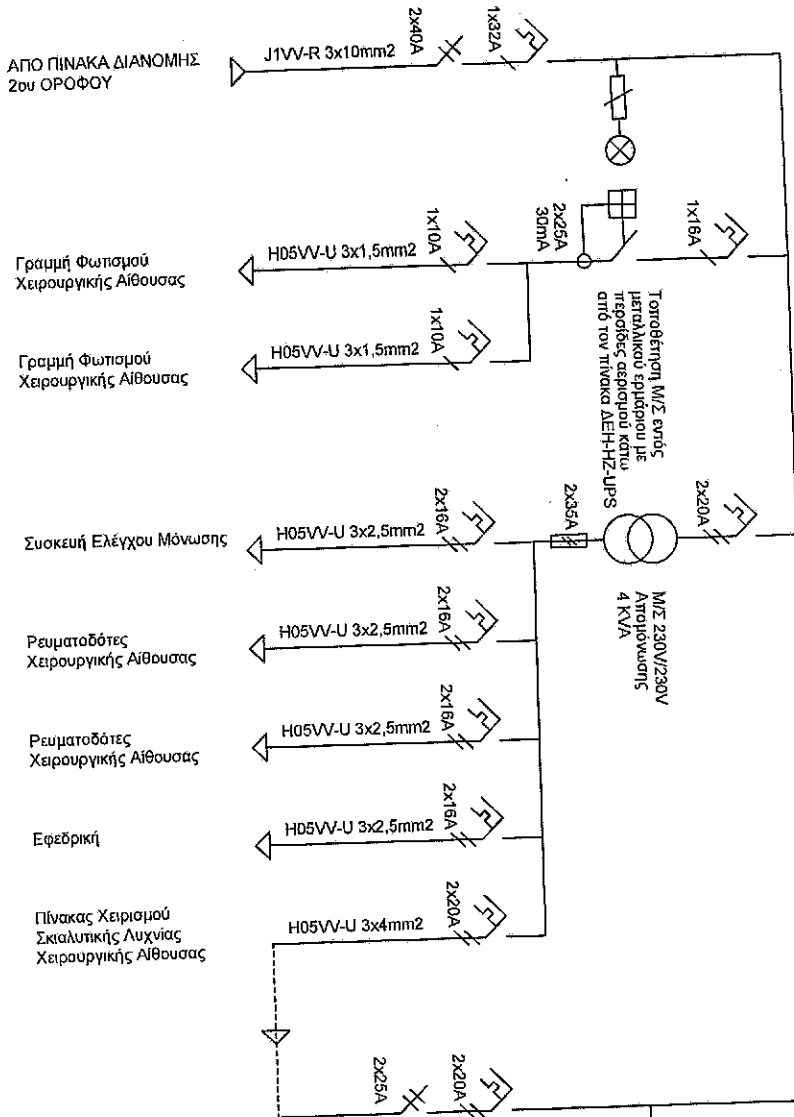 ΑΠΟ ΠΙΝΑΚΑ ΔΙΑΝΟΜΗΣ
2ου ΟΡΟΦΟΥ
J1VV-R 3x10mm2
2x40A
1x32A
Γραμμή Φωτισμού
Χειρουργικής Αίθουσας
H05VV-U 3x1,5mm2
1x10A
2x25A
30mA
1x16A
Γραμμή Φωτισμού
Χειρουργικής Αίθουσας
H05VV-U 3x1,5mm2
1x10A
Τοποθέτηση Μ/Σ εντός
μεταλλικού ερμάριου με
περσίδες αερισμού κάτω
από τον πίνακα ΔΕΗ-ΗΖ-UPS
Συσκευή Ελέγχου Μόνωσης
H05VV-U 3x2,5mm2
2x16A
2x35A
2x20A
Μ/Σ 230V/230V
Απομόνωσης
4 KVA
Ρευματοδότες
Χειρουργικής Αίθουσας
H05VV-U 3x2,5mm2
2x16A
Ρευματοδότες
Χειρουργικής Αίθουσας
H05VV-U 3x2,5mm2
2x16A
Εφεδρική
H05VV-U 3x2,5mm2
2x16A
Πίνακας Χειρισμού
Σκιαλυτικής Λυχνίας
Χειρουργικής Αίθουσας
H05VV-U 3x4mm2
2x20A
2x25A
2x20A